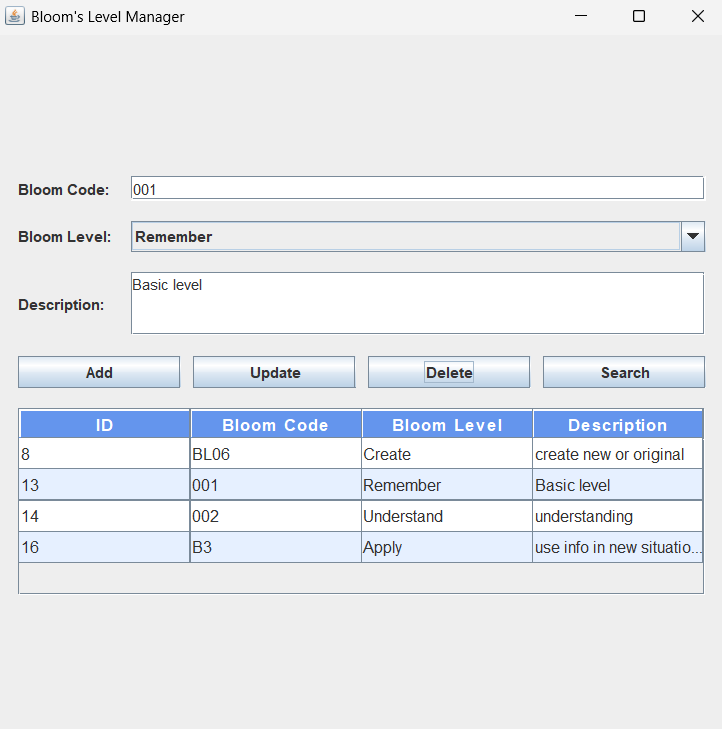 Bloom's Level Manager
Bloom Code: 001
Bloom Level: Remember
Description: Basic level
Add Update Delete Search
ID Bloom Code Bloom Level Description
8 BL06 Create create new or original
13 001 Remember Basic level
14 002 Understand understanding
16 B3 Apply use info in new situatio...